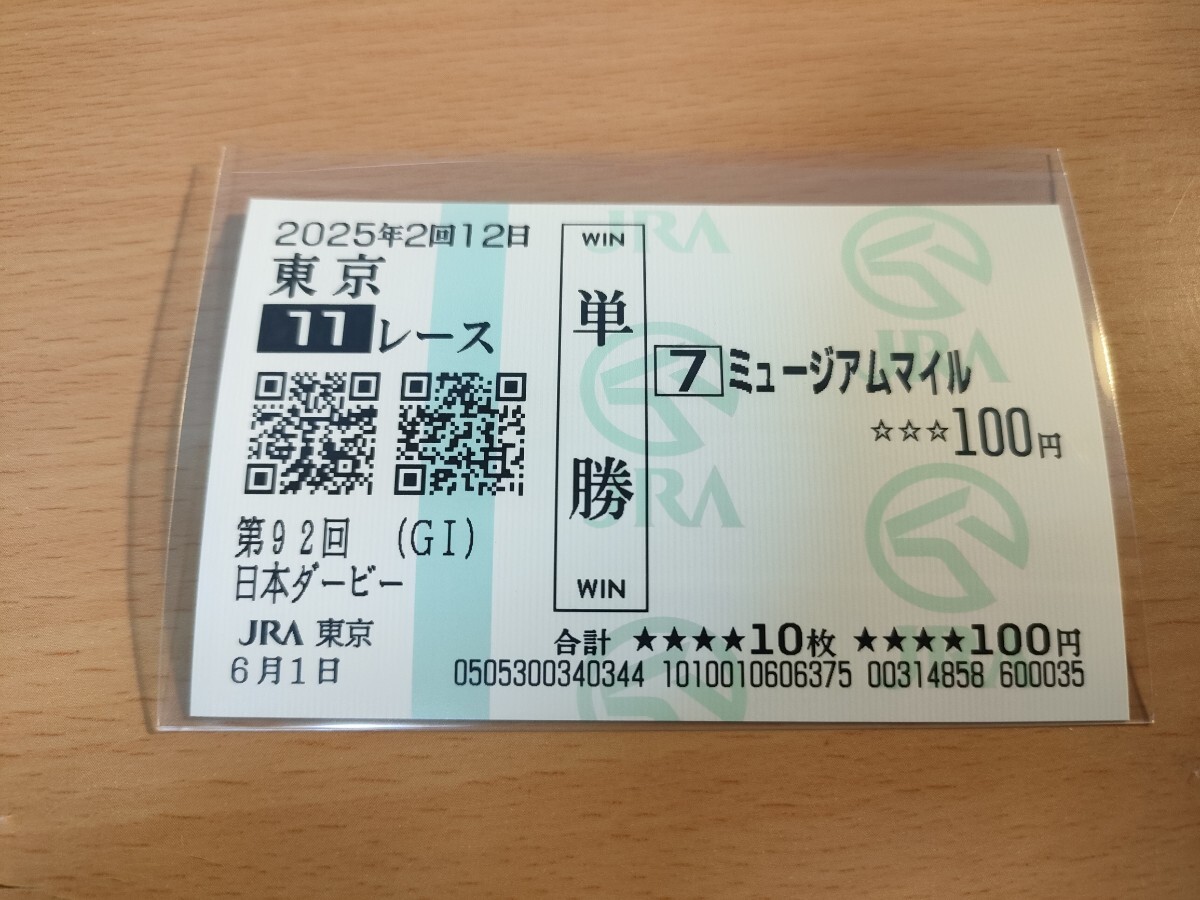 2025年2回12日
東京
11レース
第92回 (GⅠ)
日本ダービー
JRA 東京
6月1日
WIN
単勝
WIN
7 ミュージアムマイル
☆☆☆100円
合計 ★★★★10枚 ★★★★100円
0505300340344 1010010606375 00314858 600035
JRA
JRA
JRA